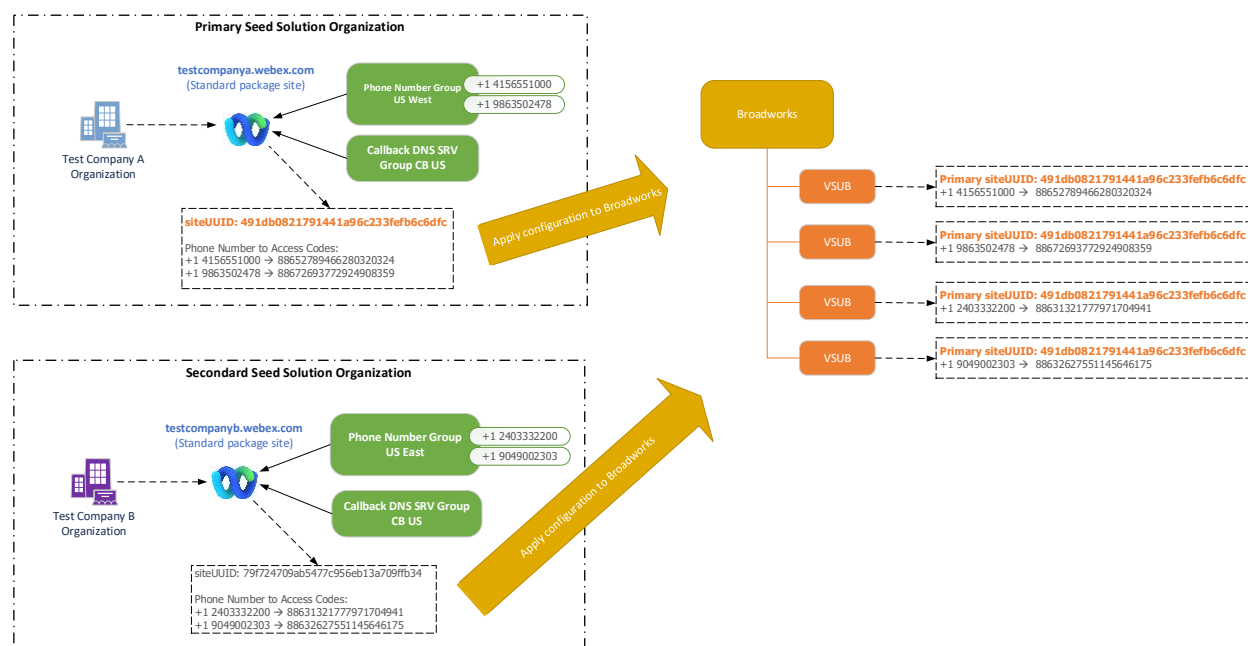 Primary Seed Solution Organization
testcompanya.webex.com
(Standard package site)
Phone Number Group
US West
+1 4156551000
+1 9863502478
Test Company A
Organization
Callback DNS SRV
Group CB US
siteUUID: 491db0821791441a96c233fefb6c6dfc
Phone Number to Access Codes:
+1 4156551000 → 88652789466280320324
+1 9863502478 → 88672693772924908359
Apply configuration to Broadworks
Secondard Seed Solution Organization
testcompanyb.webex.com
(Standard package site)
Phone Number Group
US East
+1 2403332200
+1 9049002303
Test Company B
Organization
Callback DNS SRV Group
CB US
siteUUID: 79f724709ab5477c956eb13a709ffb34
Phone Number to Access Codes:
+1 2403332200 → 88631321777971704941
+1 9049002303 → 88632627551145646175
Apply configuration to Broadworks
Broadworks
VSUB
Primary siteUUID: 491db0821791441a96c233fefb6c6dfc
+1 4156551000 → 88652789466280320324
VSUB
Primary siteUUID: 491db0821791441a96c233fefb6c6dfc
+1 9863502478 → 88672693772924908359
VSUB
Primary siteUUID: 491db0821791441a96c233fefb6c6dfc
+1 2403332200 → 88631321777971704941
VSUB
Primary siteUUID: 491db0821791441a96c233fefb6c6dfc
+1 9049002303 → 88632627551145646175